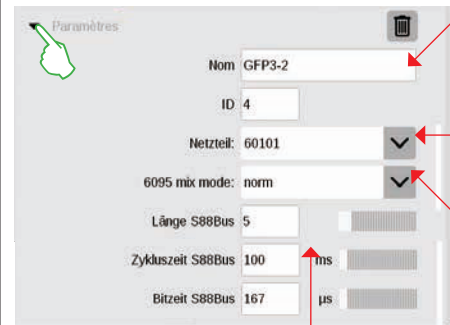 Paramètres
Nom GFP3-2
ID 4
Netzteil: 60101
6095 mix mode: norm
Länge S88Bus 5
Zykluszeit S88Bus 100 ms
Bitzeit S88Bus 167 µs